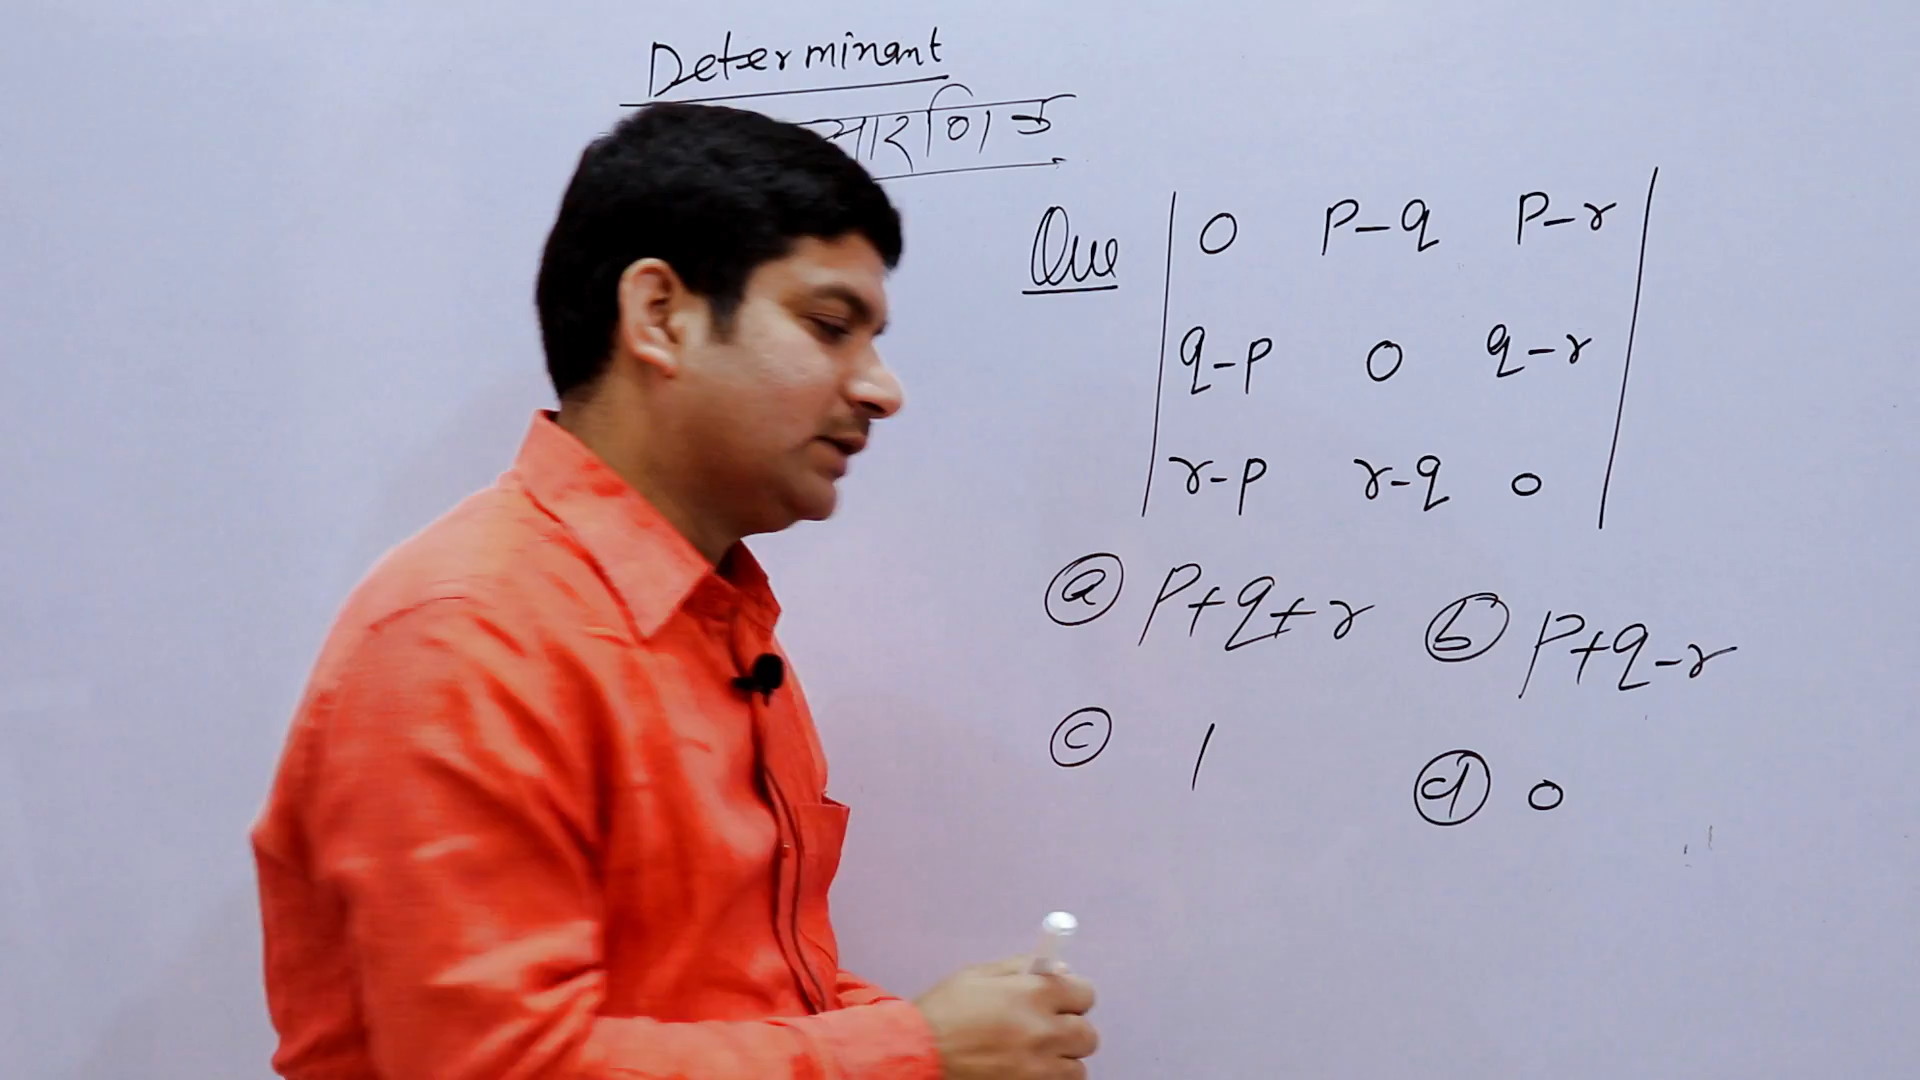 Determinant
सारणिक
Que | 0 p-q p-r |
| q-p 0 q-r |
| r-p r-q 0 |
(a) p+q+r (b) p+q-r
(c) 1 (d) 0